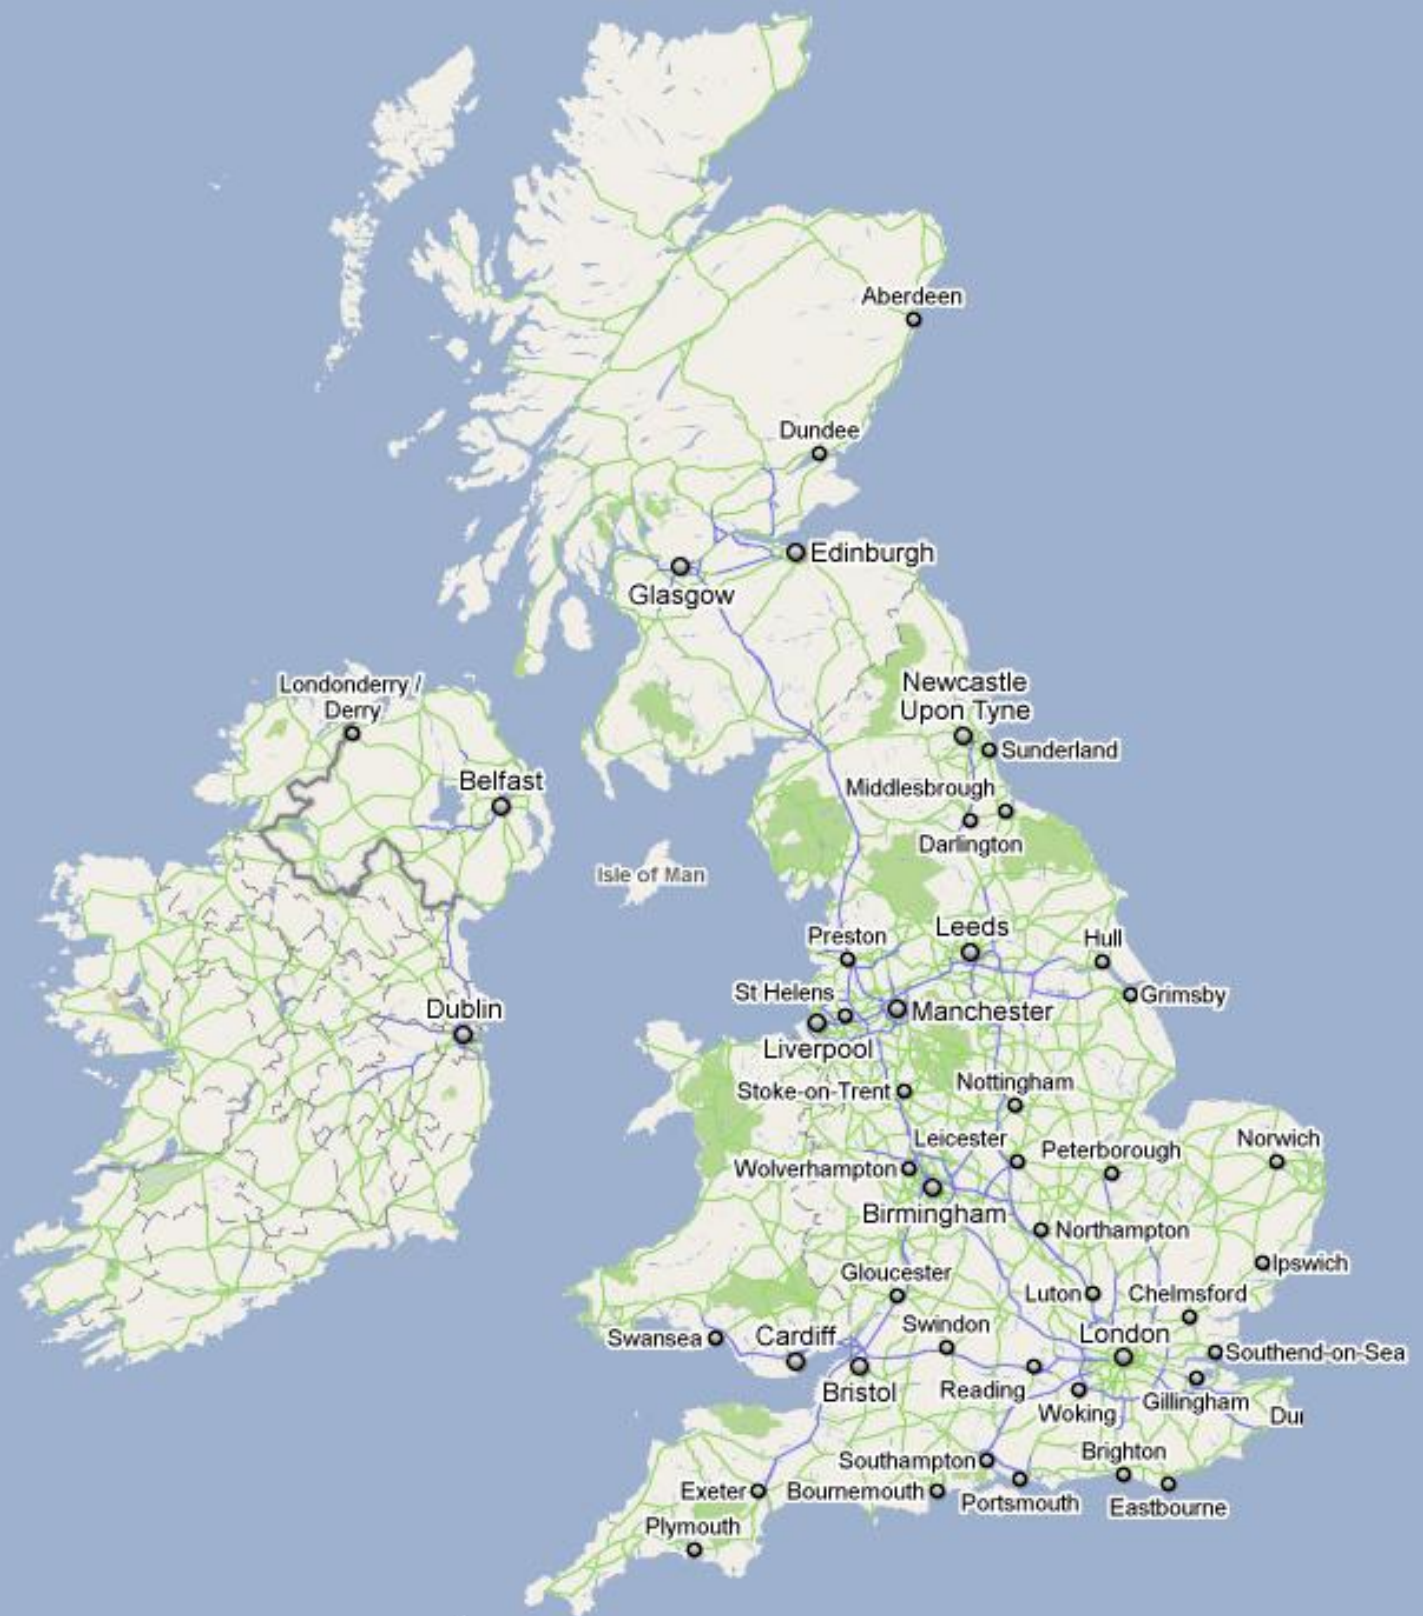 Aberdeen
Dundee
Edinburgh
Glasgow
Londonderry /
Derry
Newcastle
Upon Tyne
Sunderland
Belfast
Middlesbrough
Darlington
Isle of Man
Preston
Leeds
Hull
St Helens
Grimsby
Dublin
Manchester
Liverpool
Stoke-on-Trent
Nottingham
Leicester
Peterborough
Norwich
Wolverhampton
Birmingham
Northampton
Ipswich
Gloucester
Luton
Chelmsford
Swansea
Cardiff
Swindon
London
Southend-on-Sea
Bristol
Reading
Gillingham
Woking
Dui
Southampton
Brighton
Exeter
Bournemouth
Portsmouth
Eastbourne
Plymouth